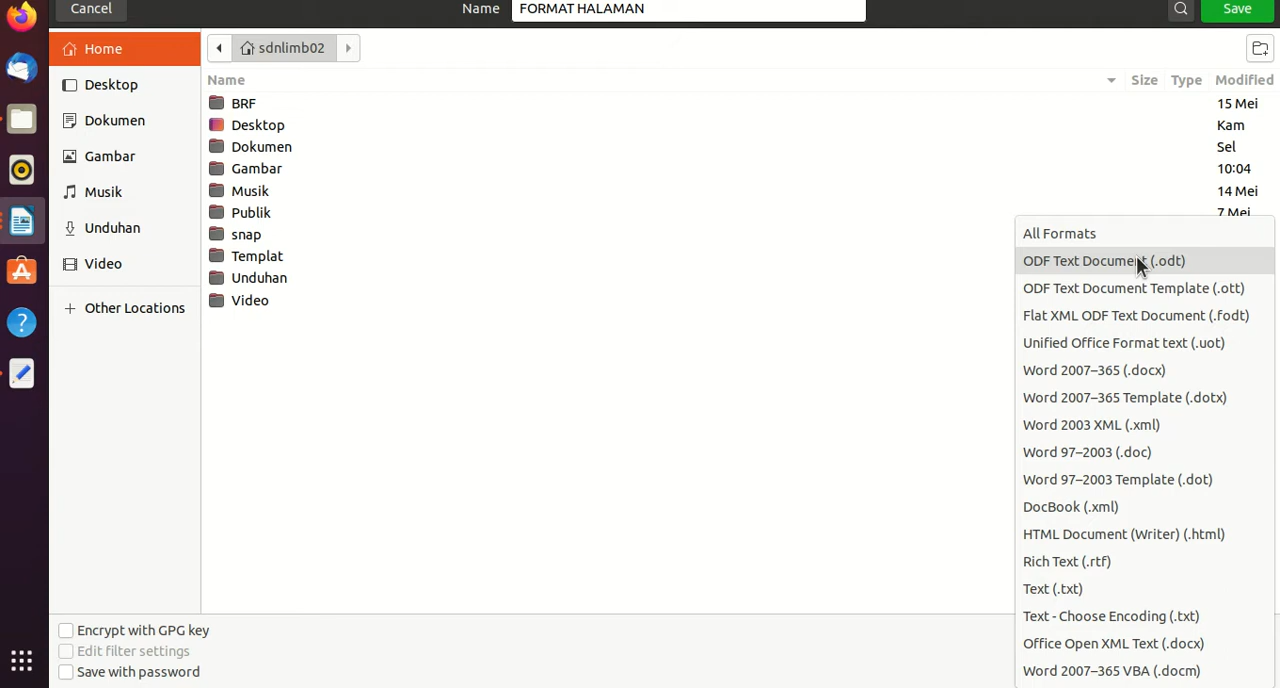 Cancel
Name FORMAT HALAMAN
Save
Home
sdnlimb02
Desktop
Dokumen
Gambar
Musik
Unduhan
Video
Other Locations
Name Size Type Modified
BRF 15 Mei
Desktop Kam
Dokumen Sel
Gambar 10:04
Musik 14 Mei
Publik 7 Mei
snap
Templat
Unduhan
Video
All Formats
ODF Text Document (.odt)
ODF Text Document Template (.ott)
Flat XML ODF Text Document (.fodt)
Unified Office Format text (.uot)
Word 2007–365 (.docx)
Word 2007–365 Template (.dotx)
Word 2003 XML (.xml)
Word 97–2003 (.doc)
Word 97–2003 Template (.dot)
DocBook (.xml)
HTML Document (Writer) (.html)
Rich Text (.rtf)
Text (.txt)
Text - Choose Encoding (.txt)
Office Open XML Text (.docx)
Word 2007–365 VBA (.docm)
Encrypt with GPG key
Edit filter settings
Save with password